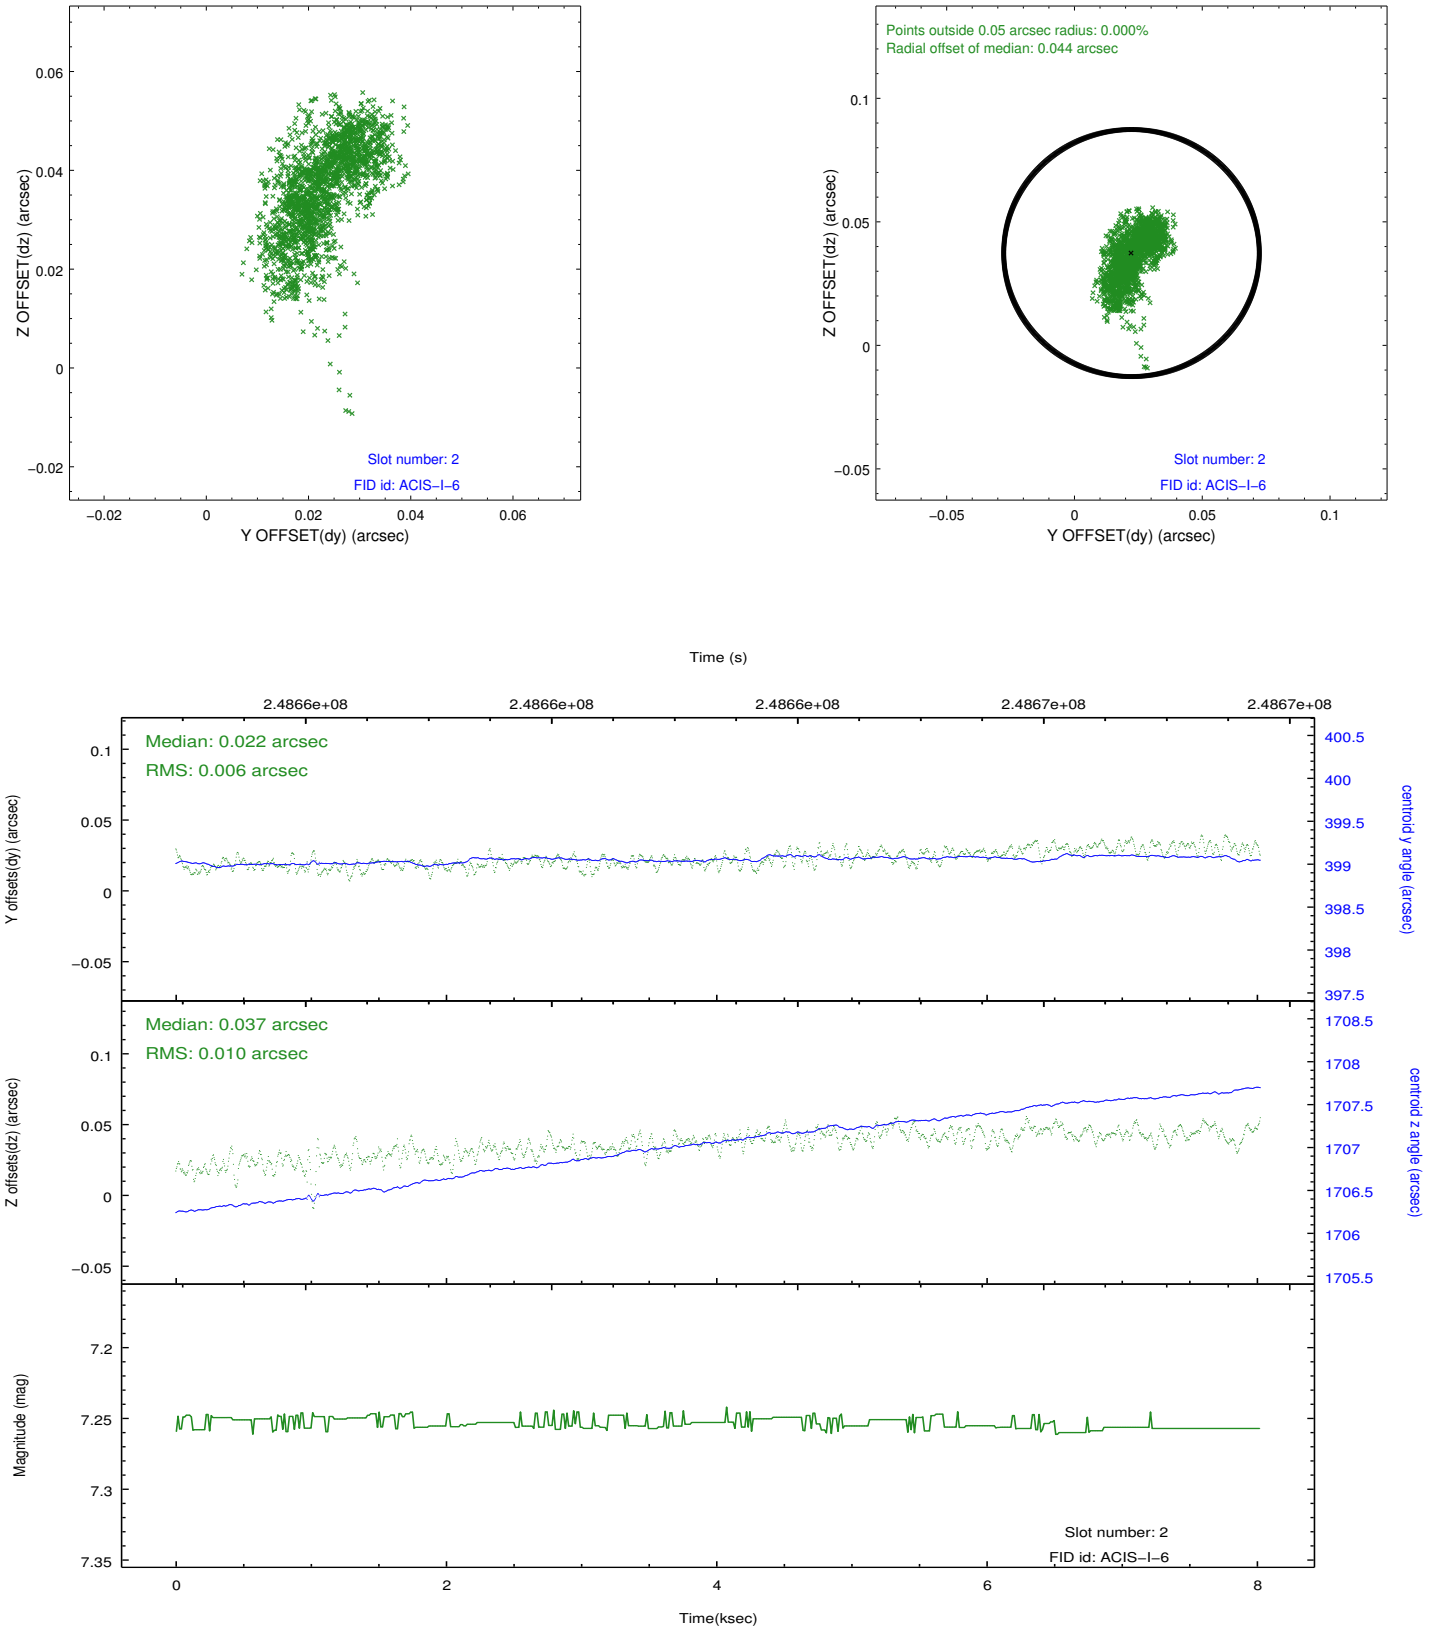 0.06
0.04
0.02
0
−0.02
−0.02
0
0.02
0.04
0.06
Z OFFSET(dz) (arcsec)
Y OFFSET(dy) (arcsec)
Slot number: 2
FID id: ACIS−I−6
Points outside 0.05 arcsec radius: 0.000%
Radial offset of median: 0.044 arcsec
0.1
0.05
0
−0.05
−0.05
0
0.05
0.1
Z OFFSET(dz) (arcsec)
Y OFFSET(dy) (arcsec)
Slot number: 2
FID id: ACIS−I−6
Time (s)
2.4866e+08
2.4866e+08
2.4866e+08
2.4867e+08
2.4867e+08
Median: 0.022 arcsec
RMS: 0.006 arcsec
0.1
0.05
0
−0.05
Y offsets(dy) (arcsec)
400.5
400
399.5
399
398.5
398
397.5
centroid y angle (arcsec)
Median: 0.037 arcsec
RMS: 0.010 arcsec
0.1
0.05
0
−0.05
Z offsets(dz) (arcsec)
1708.5
1708
1707.5
1707
1706.5
1706
1705.5
centroid z angle (arcsec)
7.2
7.25
7.3
7.35
Magnitude (mag)
Slot number: 2
FID id: ACIS−I−6
0
2
4
6
8
Time(ksec)